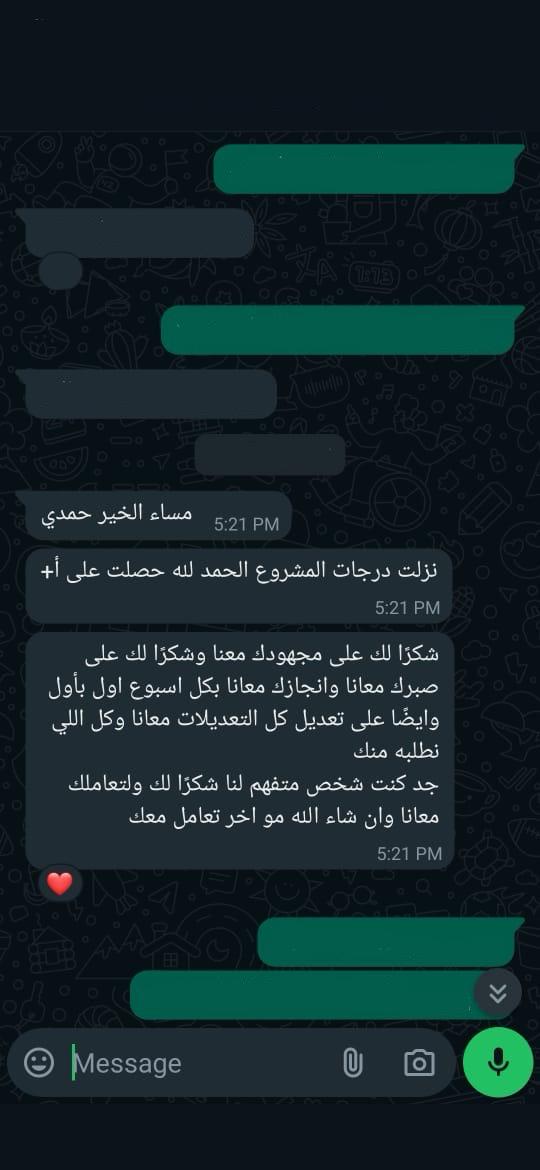 مساء الخير حمدي
5:21 PM
نزلت درجات المشروع الحمد لله حصلت على أ+
5:21 PM
شكرًا لك على مجهودك معنا وشكرًا لك على
صبرك معانا وانجازك معانا بكل اسبوع اول بأول
وايضًا على تعديل كل التعديلات معانا وكل اللي
نطلبه منك
جد كنت شخص متفهم لنا شكرًا لك ولتعاملك
معانا وان شاء الله مو اخر تعامل معك
5:21 PM
Message